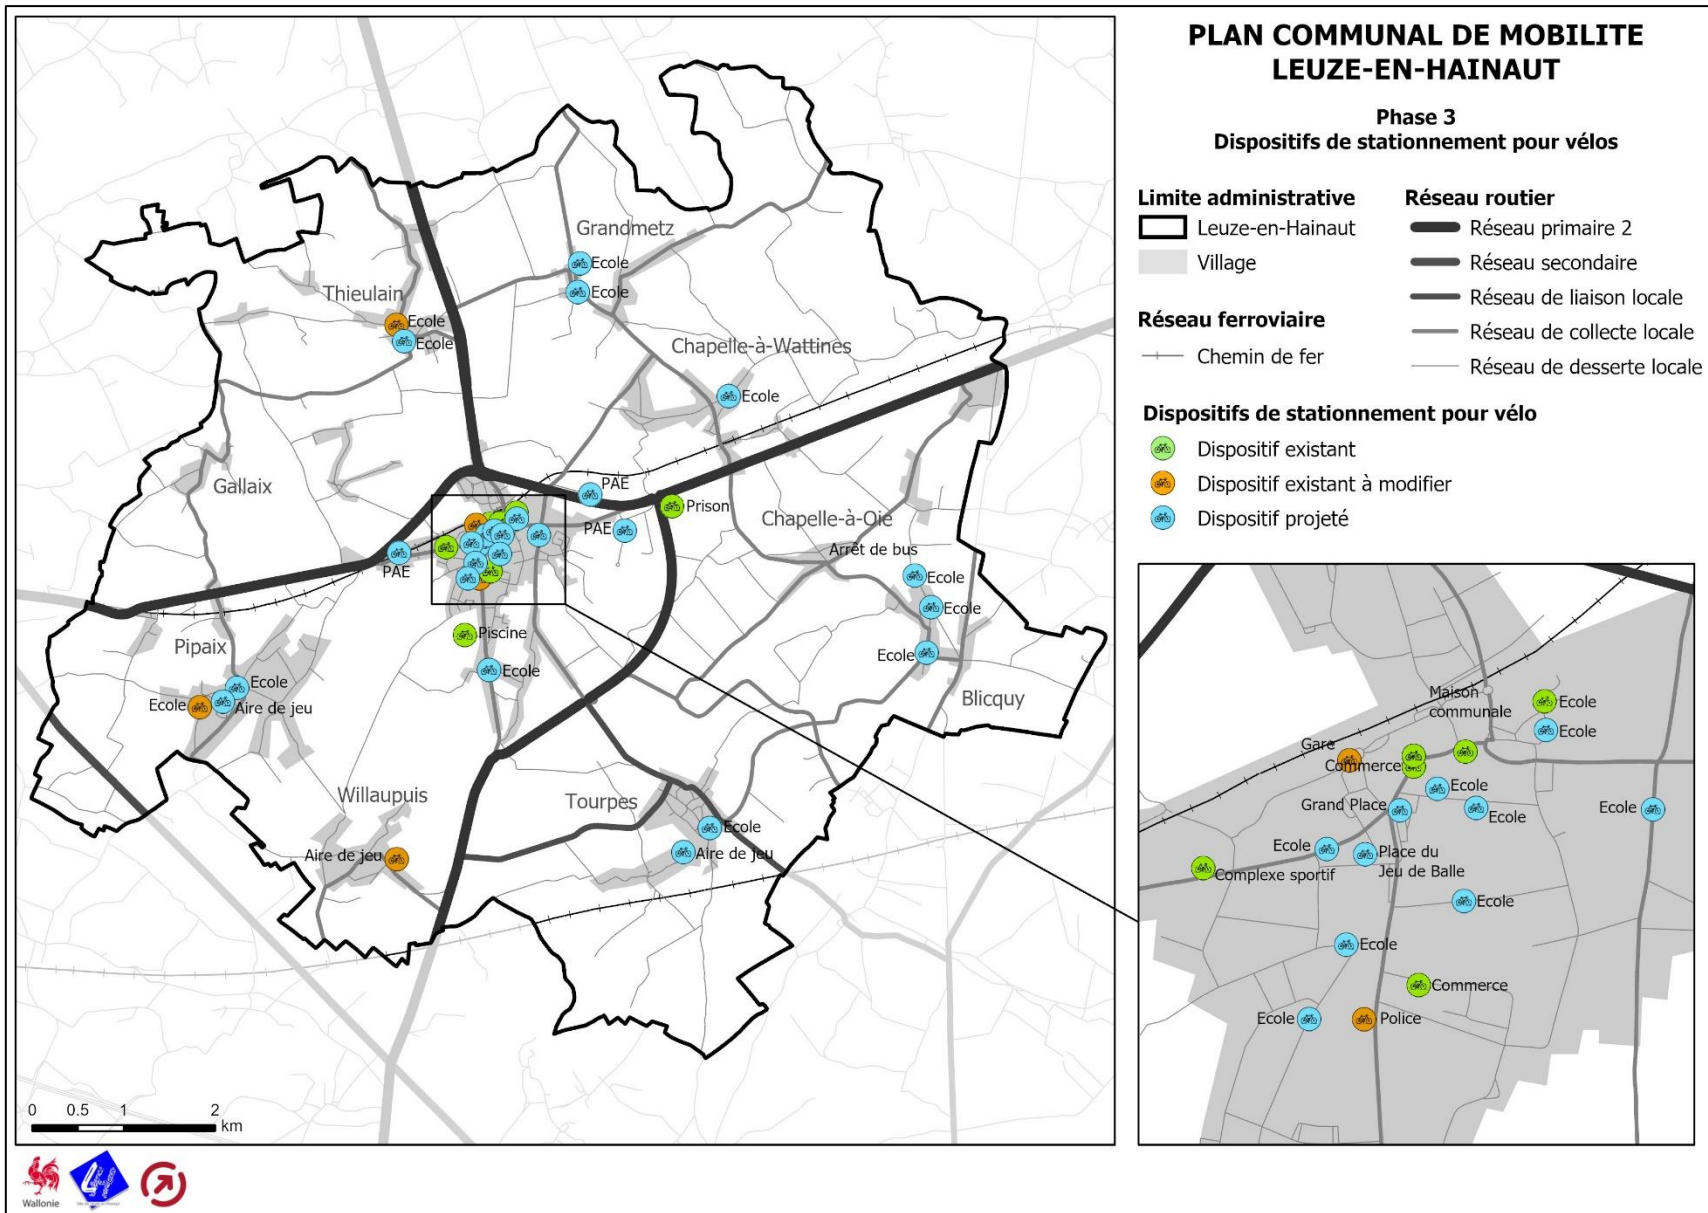 PLAN COMMUNAL DE MOBILITE
LEUZE-EN-HAINAUT
Phase 3
Dispositifs de stationnement pour vélos
Limite administrative
Leuze-en-Hainaut
Village
Réseau ferroviaire
Chemin de fer
Réseau routier
Réseau primaire 2
Réseau secondaire
Réseau de liaison locale
Réseau de collecte locale
Réseau de desserte locale
Dispositifs de stationnement pour vélo
Dispositif existant
Dispositif existant à modifier
Dispositif projeté
Grandmetz
Ecole
Ecole
Thieulain
Ecole
Ecole
Chapelle-à-Wattines
Ecole
Gallaix
PAE
Prison
PAE
PAE
Chapelle-à-Oie
Arrêt de bus
Ecole
Ecole
Ecole
Blicquy
Piscine
Ecole
Pipaix
Ecole
Ecole
Aire de jeu
Willaupuis
Aire de jeu
Tourpes
Ecole
Aire de jeu
0 0.5 1 2
km
Maison
communale
Ecole
Ecole
Gare
Commerce
Ecole
Grand Place
Ecole
Ecole
Ecole
Place du
Jeu de Balle
Complexe sportif
Ecole
Ecole
Commerce
Ecole
Police
Wallonie